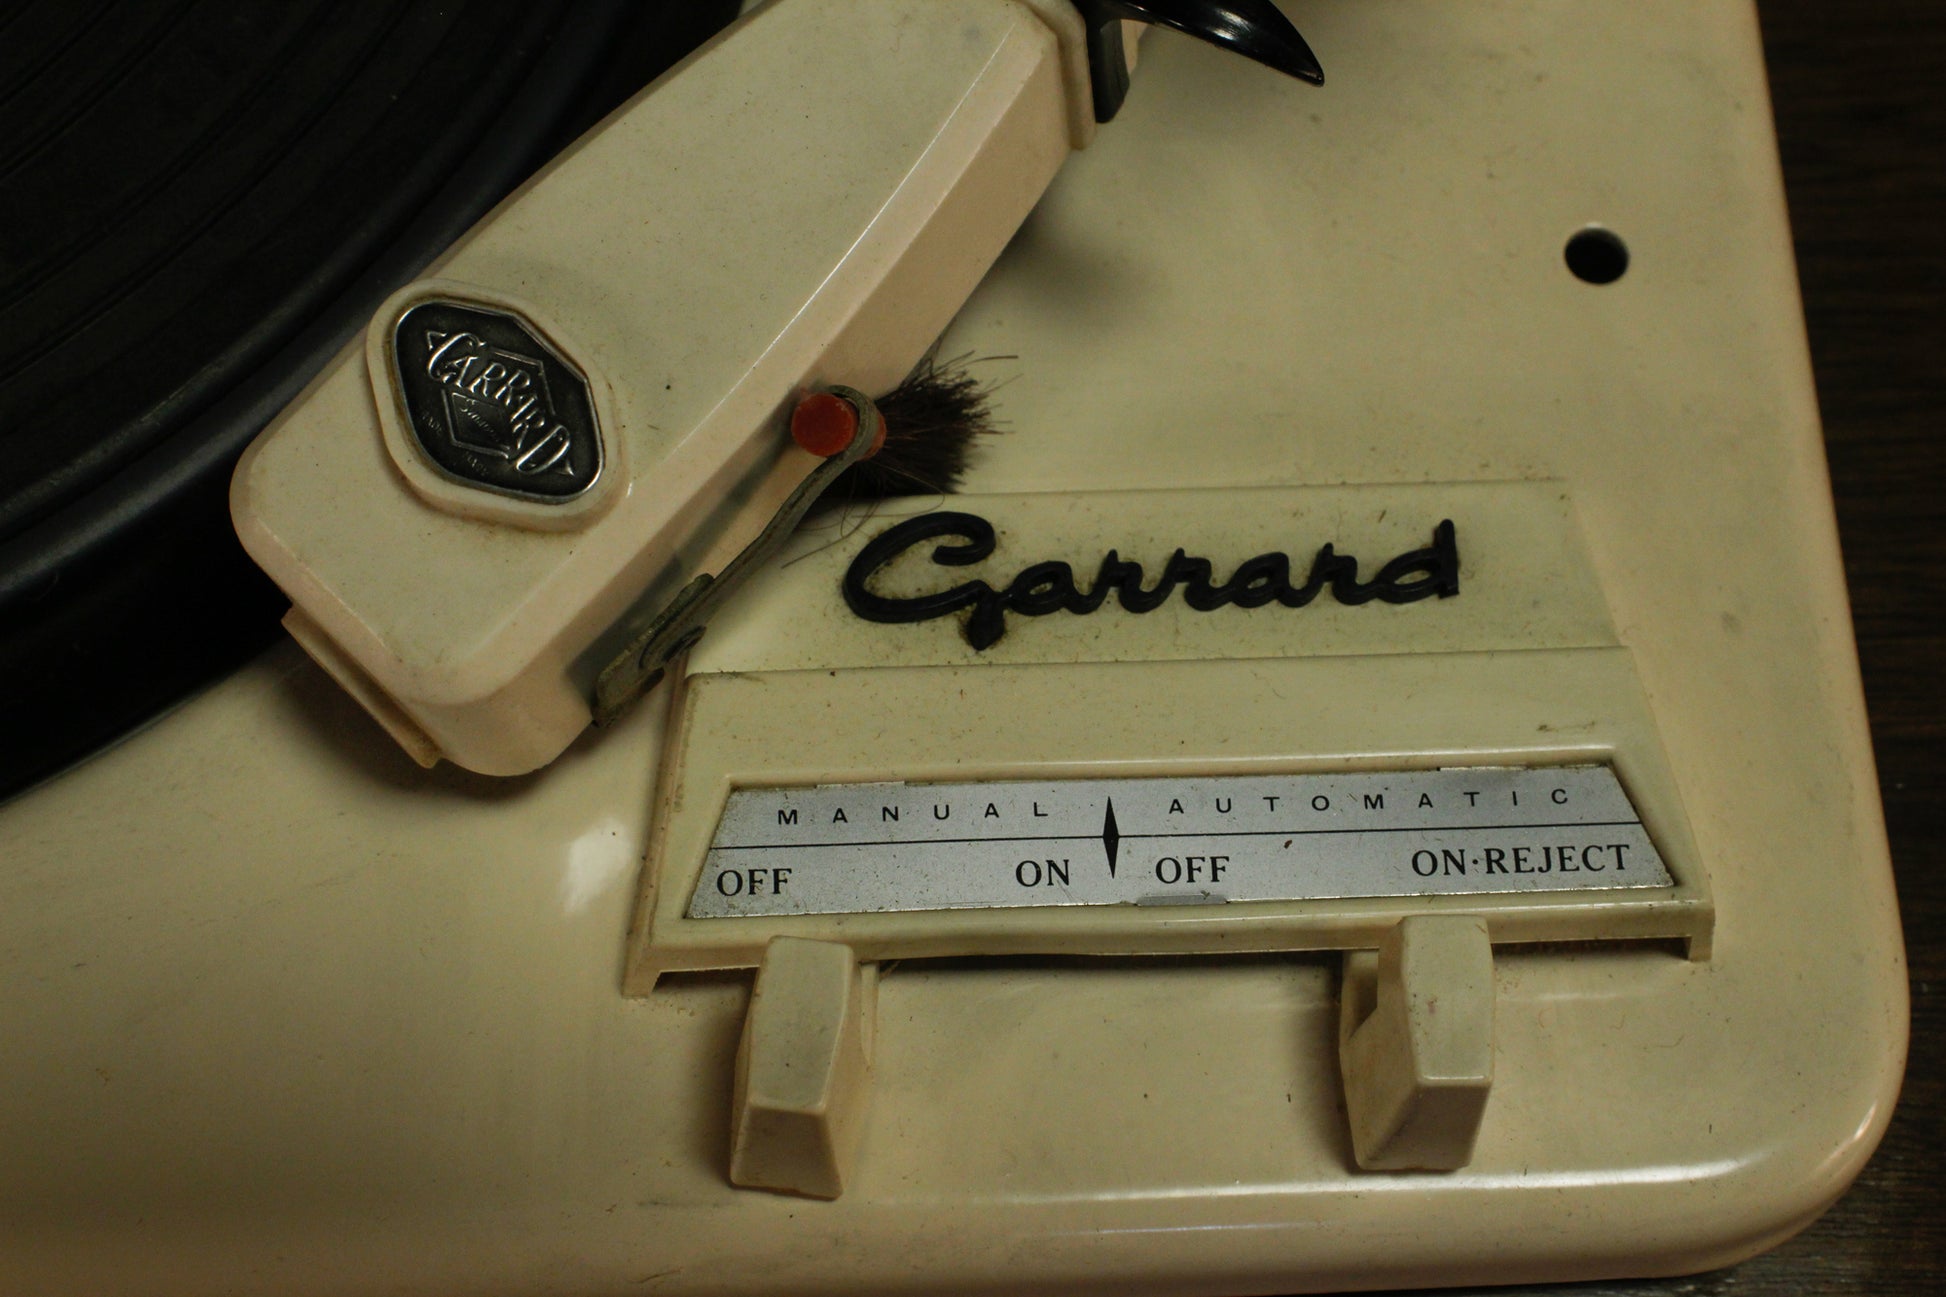 GARRARD
Garrard
MANUAL AUTOMATIC
OFF ON OFF ON·REJECT